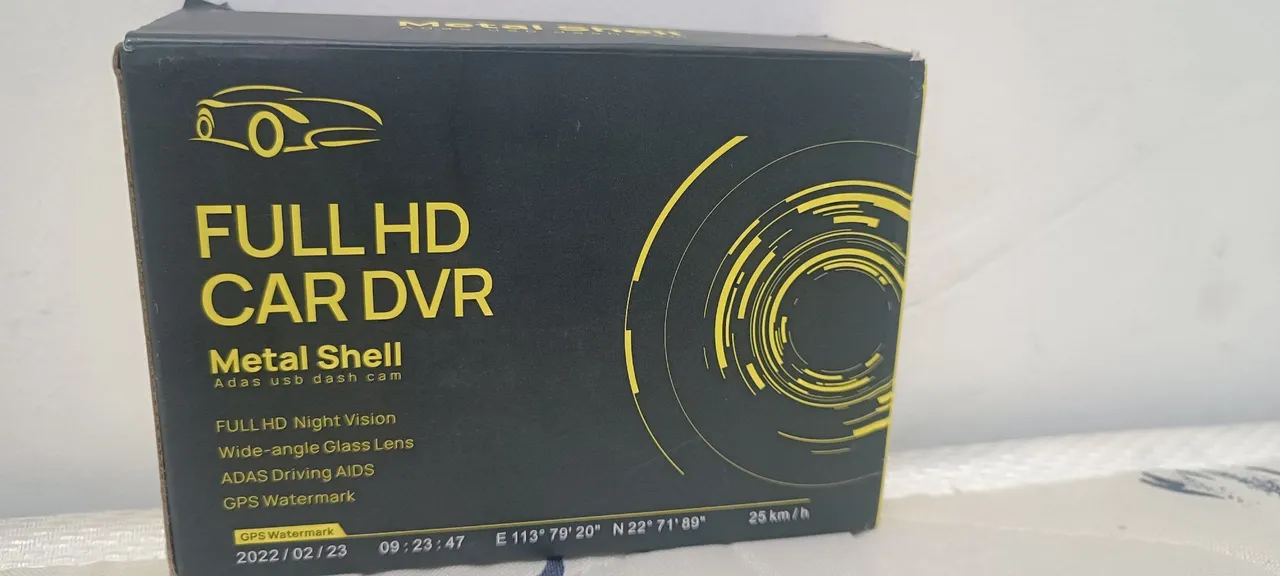 Metal Shell
FULL HD
CAR DVR
Metal Shell
Adas usb dash cam
FULL HD Night Vision
Wide-angle Glass Lens
ADAS Driving AIDS
GPS Watermark
GPS Watermark
2022/02/23 09:23:47 E 113° 79' 20" N 22° 71' 89" 25 km/h